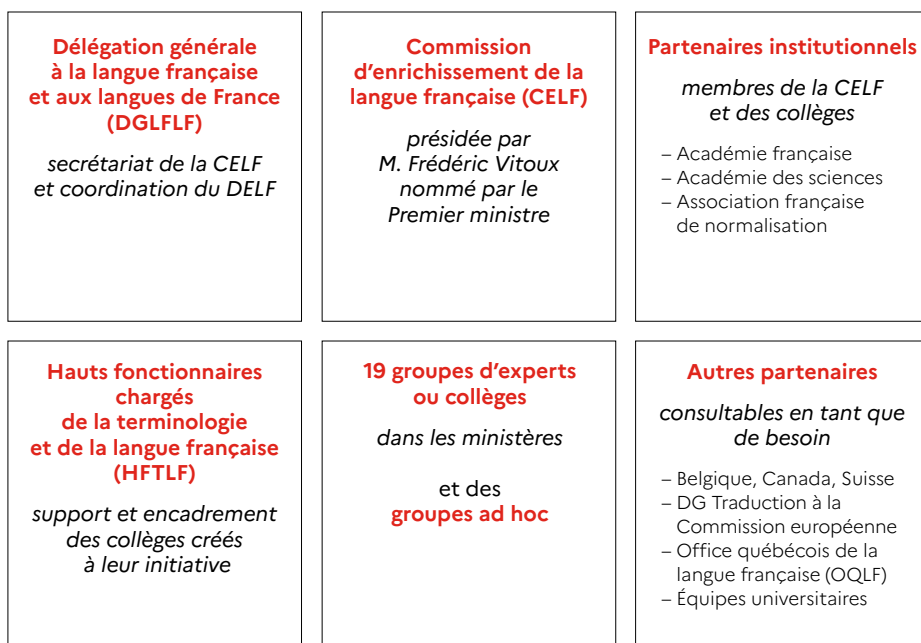 Délégation générale
à la langue française
et aux langues de France
(DGLFLF)
secrétariat de la CELF
et coordination du DELF
Commission
d'enrichissement de la
langue française (CELF)
présidée par
M. Frédéric Vitoux
nommé par le
Premier ministre
Partenaires institutionnels
membres de la CELF
et des collèges
– Académie française
– Académie des sciences
– Association française
de normalisation
Hauts fonctionnaires
chargés
de la terminologie
et de la langue française
(HFTLF)
support et encadrement
des collèges créés
à leur initiative
19 groupes d'experts
ou collèges
dans les ministères
et des
groupes ad hoc
Autres partenaires
consultables en tant que
de besoin
– Belgique, Canada, Suisse
– DG Traduction à la
Commission européenne
– Office québécois de la
langue française (OQLF)
– Équipes universitaires